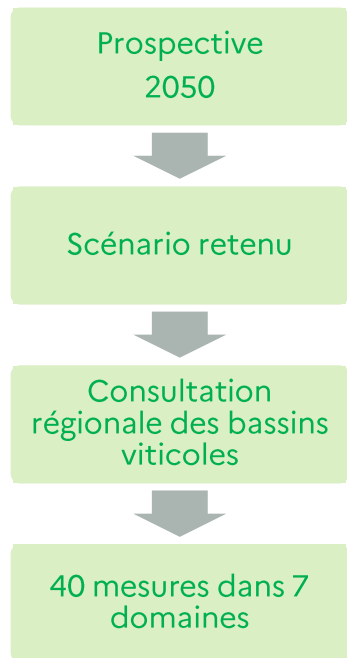 Prospective
2050
Scénario retenu
Consultation
régionale des bassins
viticoles
40 mesures dans 7
domaines